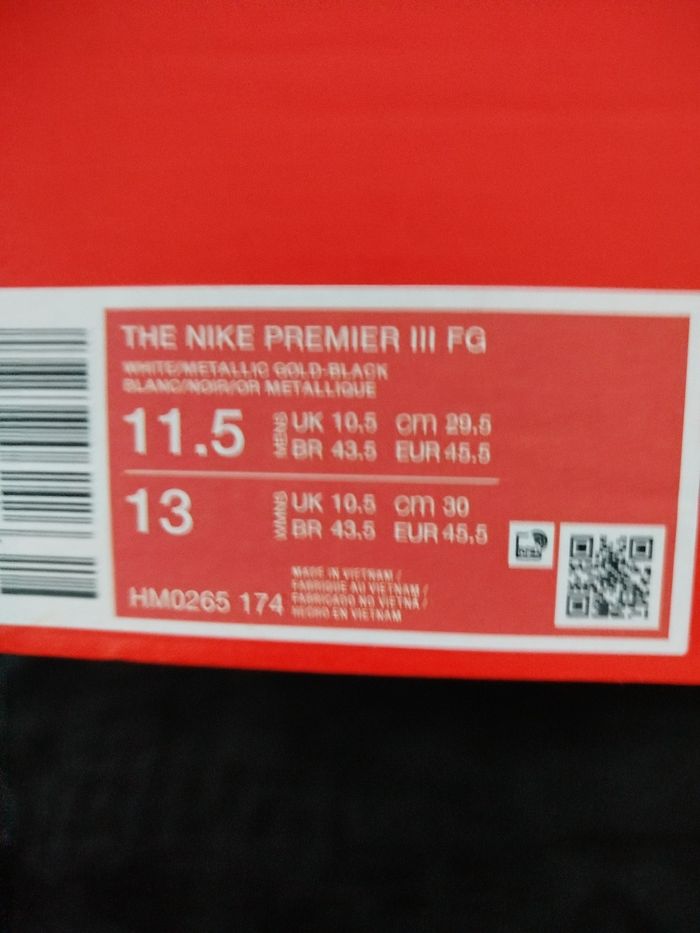 THE NIKE PREMIER III FG
WHITE/METALLIC GOLD-BLACK
BLANC/NOIR/OR METALLIQUE
11.5 MENS UK 10.5 cm 29.5
BR 43.5 EUR 45.5
13 WMNS UK 10.5 cm 30
BR 43.5 EUR 45.5
HM0265 174
MADE IN VIETNAM /
FABRIQUE AU VIETNAM /
FABRICADO NO VIETNA /
HECHO EN VIETNAM